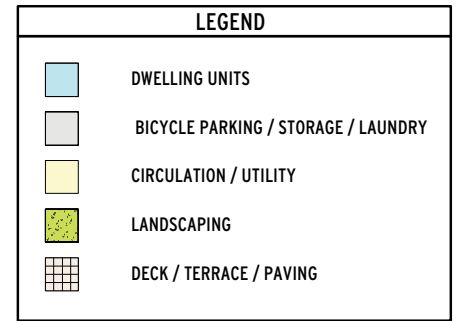 LEGEND
DWELLING UNITS
BICYCLE PARKING / STORAGE / LAUNDRY
CIRCULATION / UTILITY
LANDSCAPING
DECK / TERRACE / PAVING